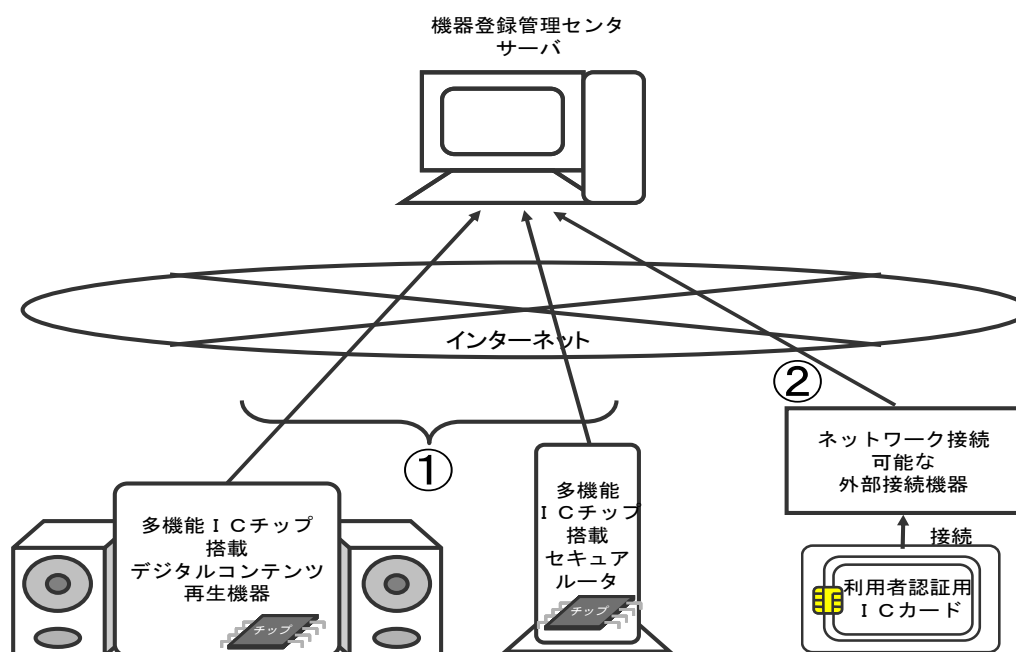 機器登録管理センタ
サーバ
インターネット
②
①
ネットワーク接続
可能な
外部接続機器
多機能
ＩＣチップ
搭載
セキュア
ルータ
チップ
多機能ＩＣチップ
搭載
デジタルコンテンツ
再生機器
チップ
接続
利用者認証用
ＩＣカード